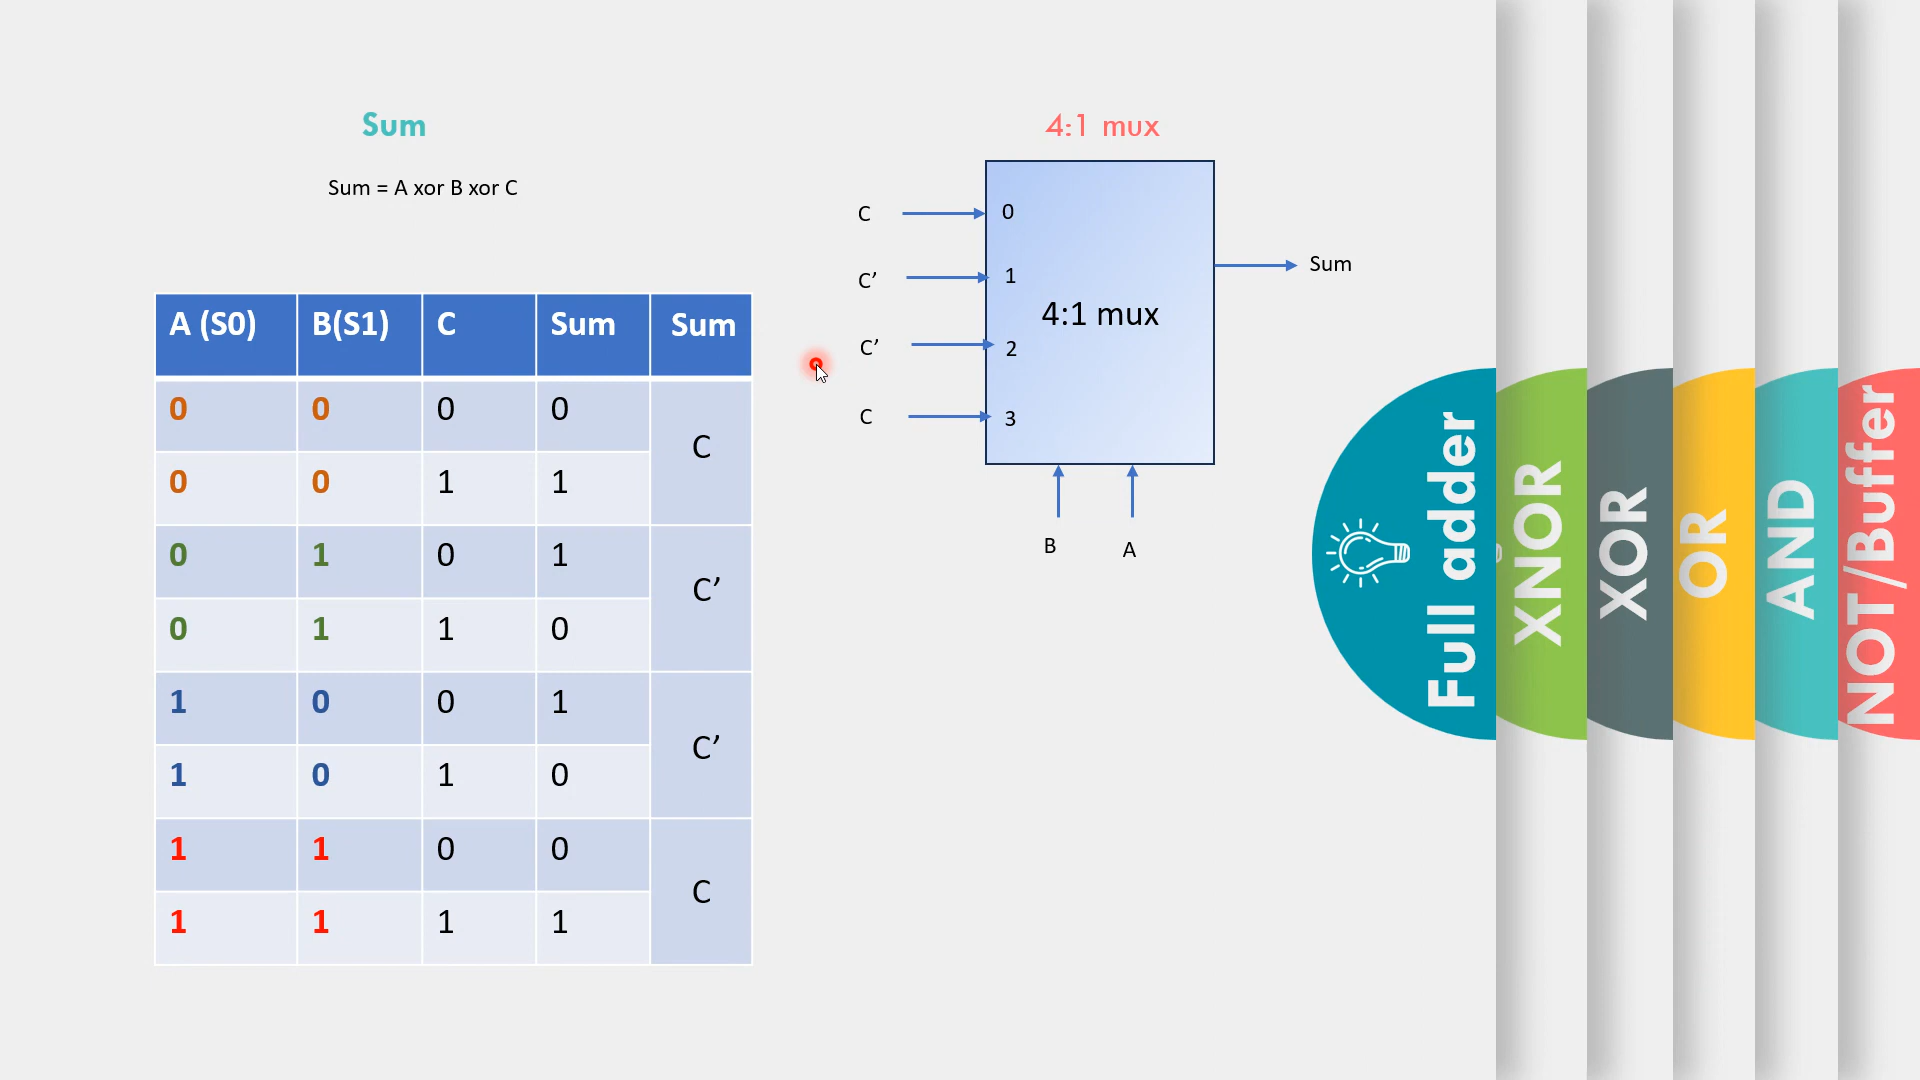 Sum
Sum = A xor B xor C
A (S0) B(S1) C Sum Sum
0 0 0 0 C
0 0 1 1
0 1 0 1 C’
0 1 1 0
1 0 0 1 C’
1 0 1 0
1 1 0 0 C
1 1 1 1
4:1 mux
C 0
C’ 1
C’ 2
C 3
4:1 mux
Sum
B A
Full adder
XNOR
XOR
OR
AND
NOT/Buffer